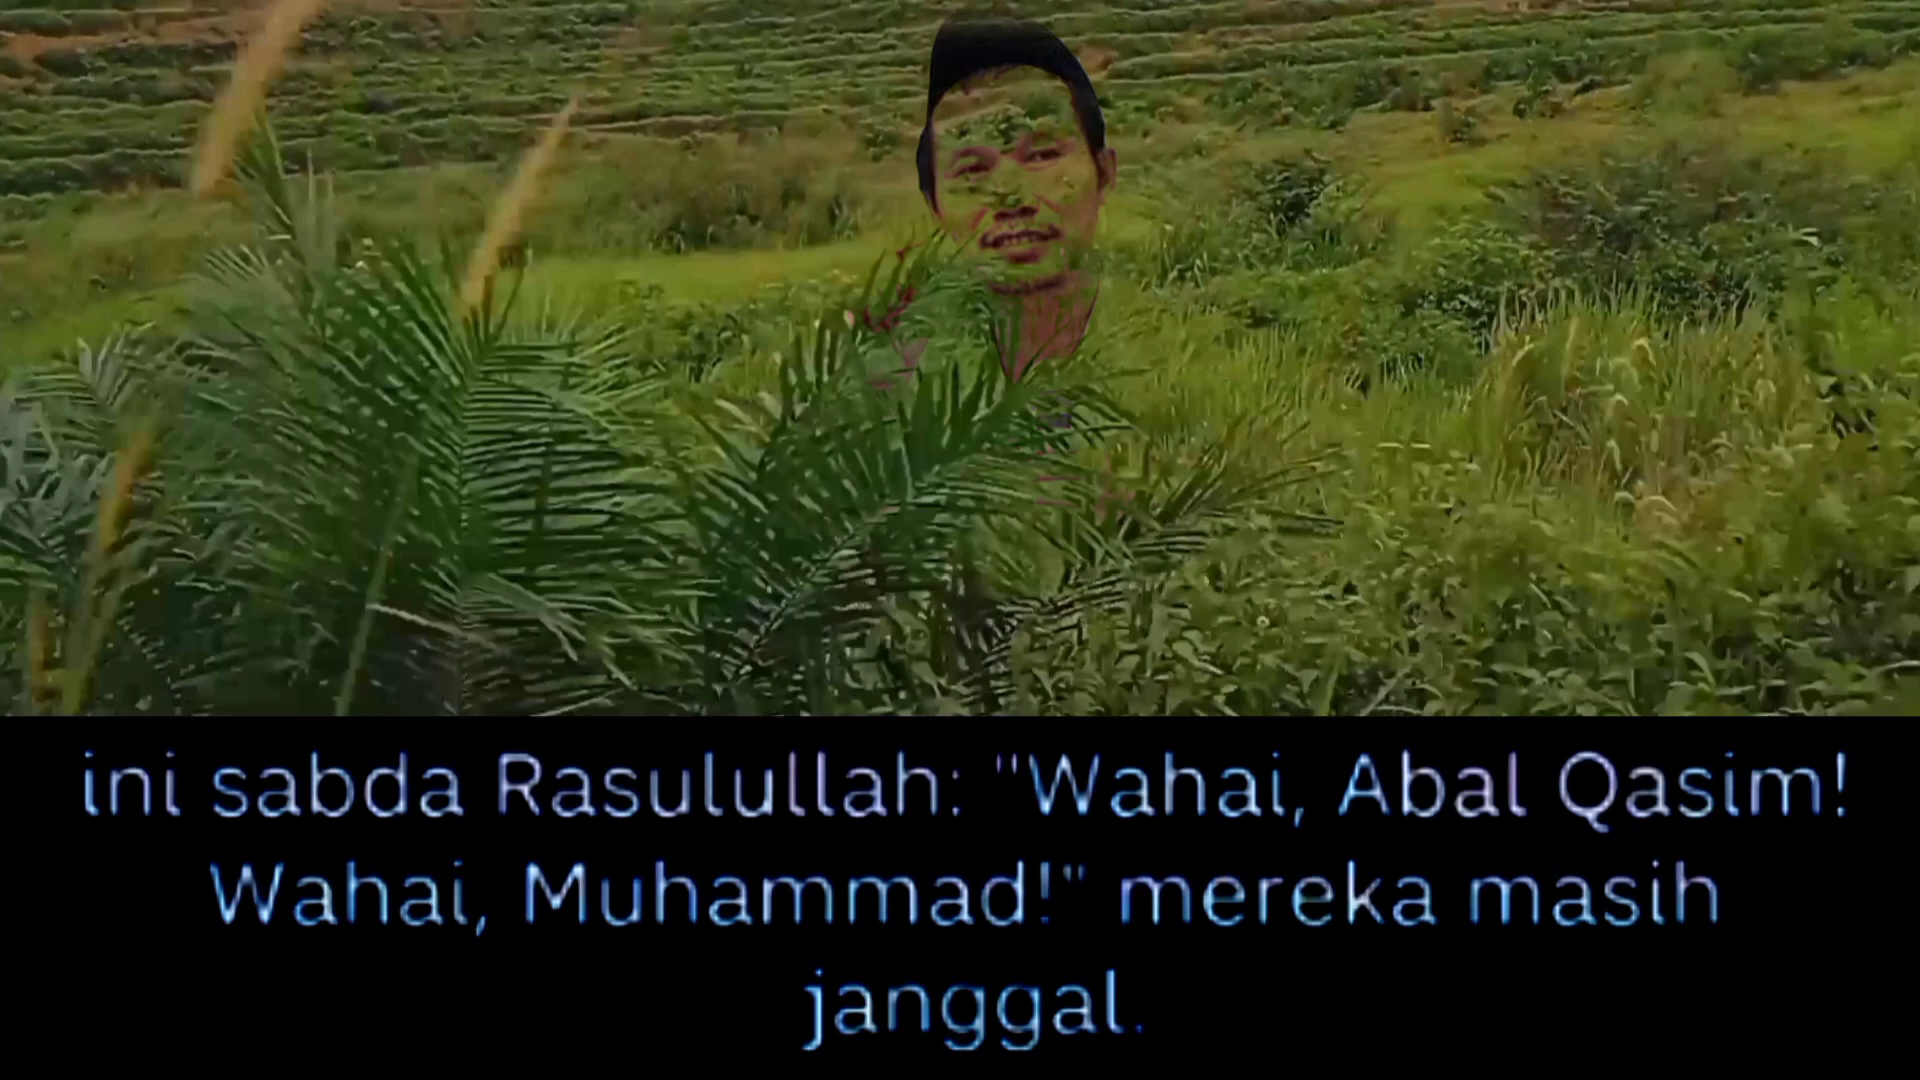 ini sabda Rasulullah: "Wahai, Abal Qasim!
Wahai, Muhammad!" mereka masih
janggal.